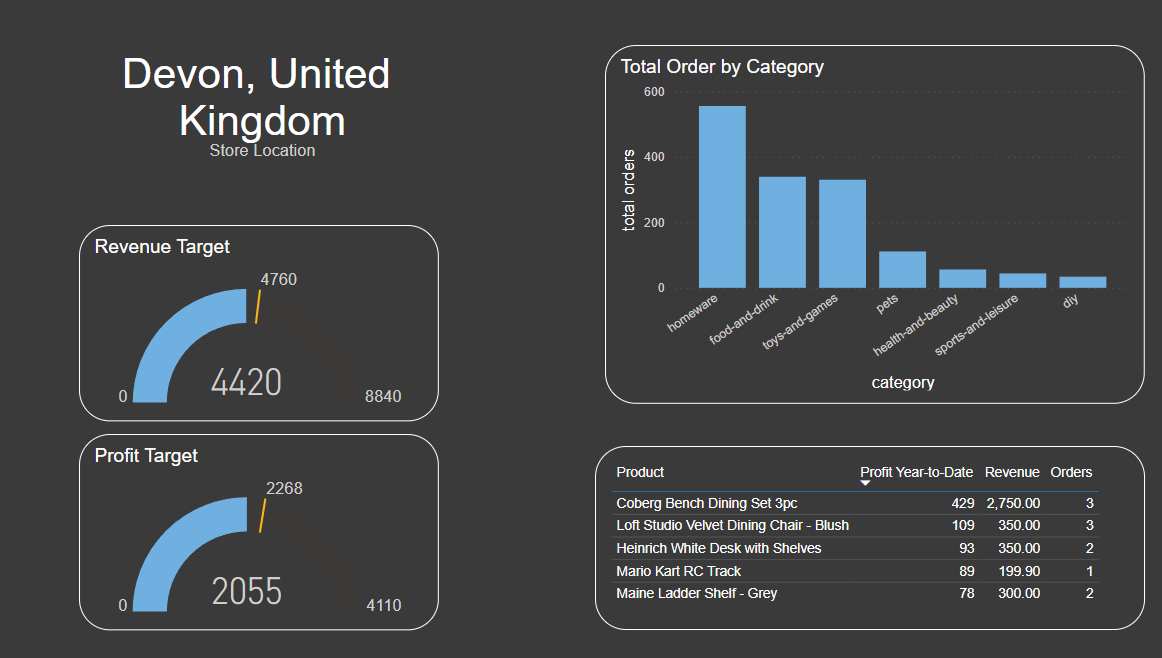 Devon, United
Kingdom
Store Location
Revenue Target
4760
0
4420
8840
Profit Target
2268
0
2055
4110
Total Order by Category
total orders
600
400
200
0
homeware
food-and-drink
toys-and-games
pets
health-and-beauty
sports-and-leisure
diy
category
Product Profit Year-to-Date Revenue Orders
Coberg Bench Dining Set 3pc 429 2,750.00 3
Loft Studio Velvet Dining Chair - Blush 109 350.00 3
Heinrich White Desk with Shelves 93 350.00 2
Mario Kart RC Track 89 199.90 1
Maine Ladder Shelf - Grey 78 300.00 2